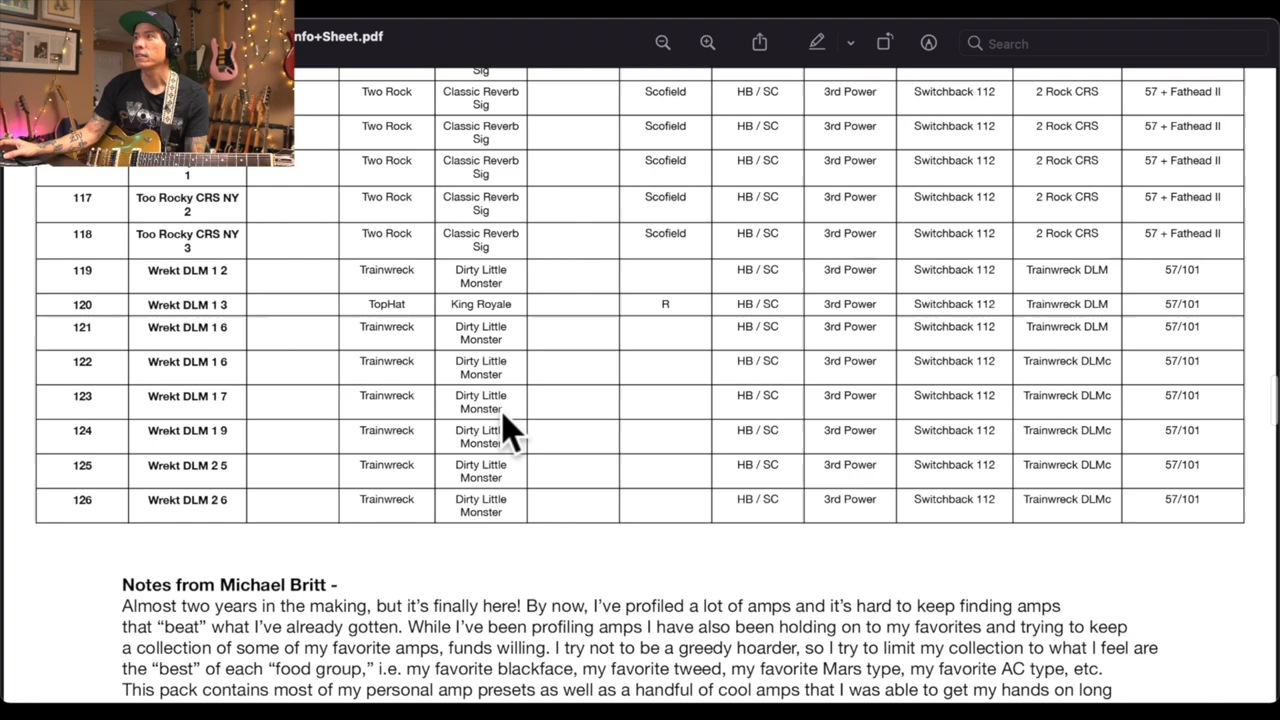 nfo+Sheet.pdf
Search
Sig
Two Rock Classic Reverb Scofield HB / SC 3rd Power Switchback 112 2 Rock CRS 57 + Fathead II
Sig
Two Rock Classic Reverb Scofield HB / SC 3rd Power Switchback 112 2 Rock CRS 57 + Fathead II
Sig
Two Rock Classic Reverb Scofield HB / SC 3rd Power Switchback 112 2 Rock CRS 57 + Fathead II
1 Sig
117 Too Rocky CRS NY Two Rock Classic Reverb Scofield HB / SC 3rd Power Switchback 112 2 Rock CRS 57 + Fathead II
2 Sig
118 Too Rocky CRS NY Two Rock Classic Reverb Scofield HB / SC 3rd Power Switchback 112 2 Rock CRS 57 + Fathead II
3 Sig
119 Wrekt DLM 1 2 Trainwreck Dirty Little HB / SC 3rd Power Switchback 112 Trainwreck DLM 57/101
Monster
120 Wrekt DLM 1 3 TopHat King Royale R HB / SC 3rd Power Switchback 112 Trainwreck DLM 57/101
121 Wrekt DLM 1 6 Trainwreck Dirty Little HB / SC 3rd Power Switchback 112 Trainwreck DLM 57/101
Monster
122 Wrekt DLM 1 6 Trainwreck Dirty Little HB / SC 3rd Power Switchback 112 Trainwreck DLMc 57/101
Monster
123 Wrekt DLM 1 7 Trainwreck Dirty Little HB / SC 3rd Power Switchback 112 Trainwreck DLMc 57/101
Monster
124 Wrekt DLM 1 9 Trainwreck Dirty Little HB / SC 3rd Power Switchback 112 Trainwreck DLMc 57/101
Monster
125 Wrekt DLM 2 5 Trainwreck Dirty Little HB / SC 3rd Power Switchback 112 Trainwreck DLMc 57/101
Monster
126 Wrekt DLM 2 6 Trainwreck Dirty Little HB / SC 3rd Power Switchback 112 Trainwreck DLMc 57/101
Monster
Notes from Michael Britt -
Almost two years in the making, but it's finally here! By now, I've profiled a lot of amps and it's hard to keep finding amps
that “beat” what I've already gotten. While I've been profiling amps I have also been holding on to my favorites and trying to keep
a collection of some of my favorite amps, funds willing. I try not to be a greedy hoarder, so I try to limit my collection to what I feel are
the “best” of each “food group,” i.e. my favorite blackface, my favorite tweed, my favorite Mars type, my favorite AC type, etc.
This pack contains most of my personal amp presets as well as a handful of cool amps that I was able to get my hands on long